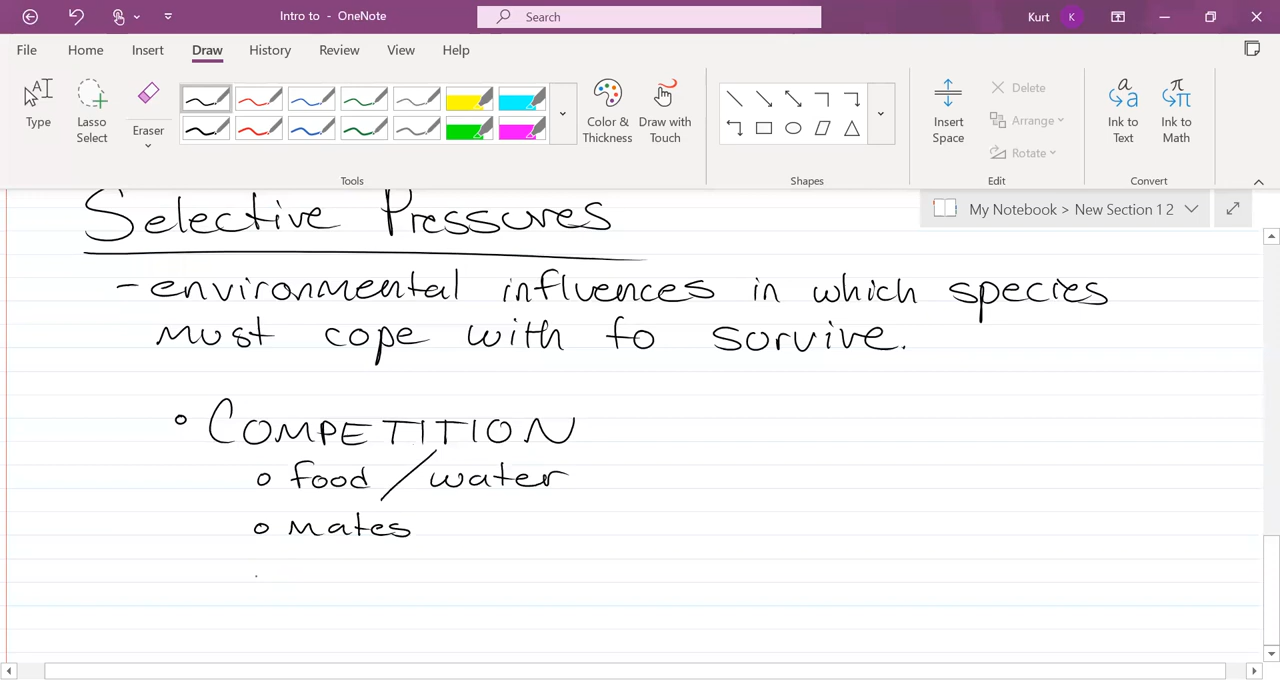 Intro to - OneNote
Search
Kurt
K
File Home Insert Draw History Review View Help
Type
Lasso Select
Eraser
Color & Thickness
Draw with Touch
Insert Space
Delete
Arrange
Rotate
Ink to Text
Ink to Math
Tools
Shapes
Edit
Convert
My Notebook > New Section 1 2
Selective Pressures
- environmental influences in which species
must cope with to survive.
• COMPETITION
o food / water
o mates